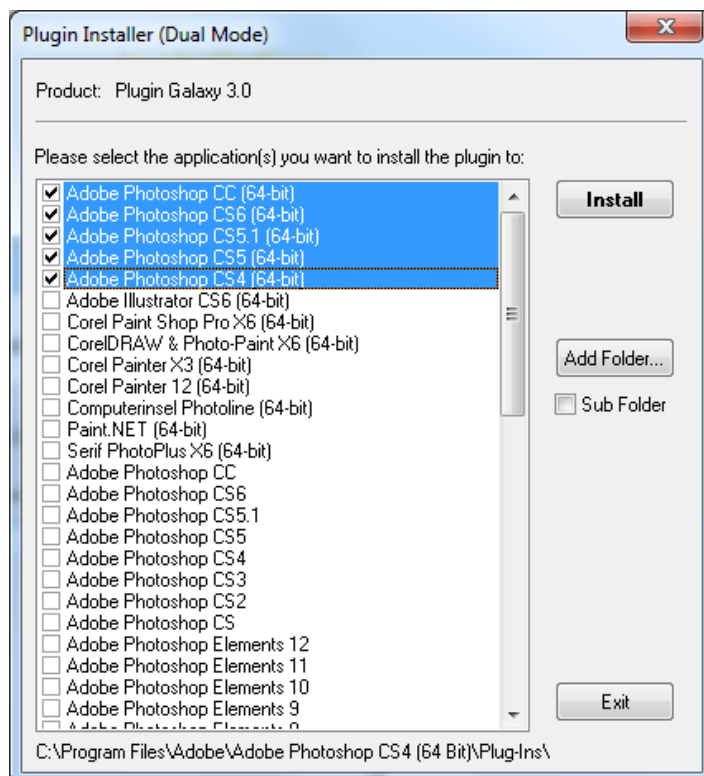 Plugin Installer (Dual Mode)
Product: Plugin Galaxy 3.0
Please select the application(s) you want to install the plugin to:
Adobe Photoshop CC (64-bit)
Adobe Photoshop CS6 (64-bit)
Adobe Photoshop CS5.1 (64-bit)
Adobe Photoshop CS5 (64-bit)
Adobe Photoshop CS4 (64-bit)
Adobe Illustrator CS6 (64-bit)
Corel Paint Shop Pro X6 (64-bit)
CorelDRAW & Photo-Paint X6 (64-bit)
Corel Painter X3 (64-bit)
Corel Painter 12 (64-bit)
Computerinsel Photoline (64-bit)
Paint.NET (64-bit)
Serif PhotoPlus X6 (64-bit)
Adobe Photoshop CC
Adobe Photoshop CS6
Adobe Photoshop CS5.1
Adobe Photoshop CS5
Adobe Photoshop CS4
Adobe Photoshop CS3
Adobe Photoshop CS2
Adobe Photoshop CS
Adobe Photoshop Elements 12
Adobe Photoshop Elements 11
Adobe Photoshop Elements 10
Adobe Photoshop Elements 9
Adobe Photoshop Elements
Install
Add Folder...
Sub Folder
Exit
C:\Program Files\Adobe\Adobe Photoshop CS4 (64 Bit)\Plug-Ins\